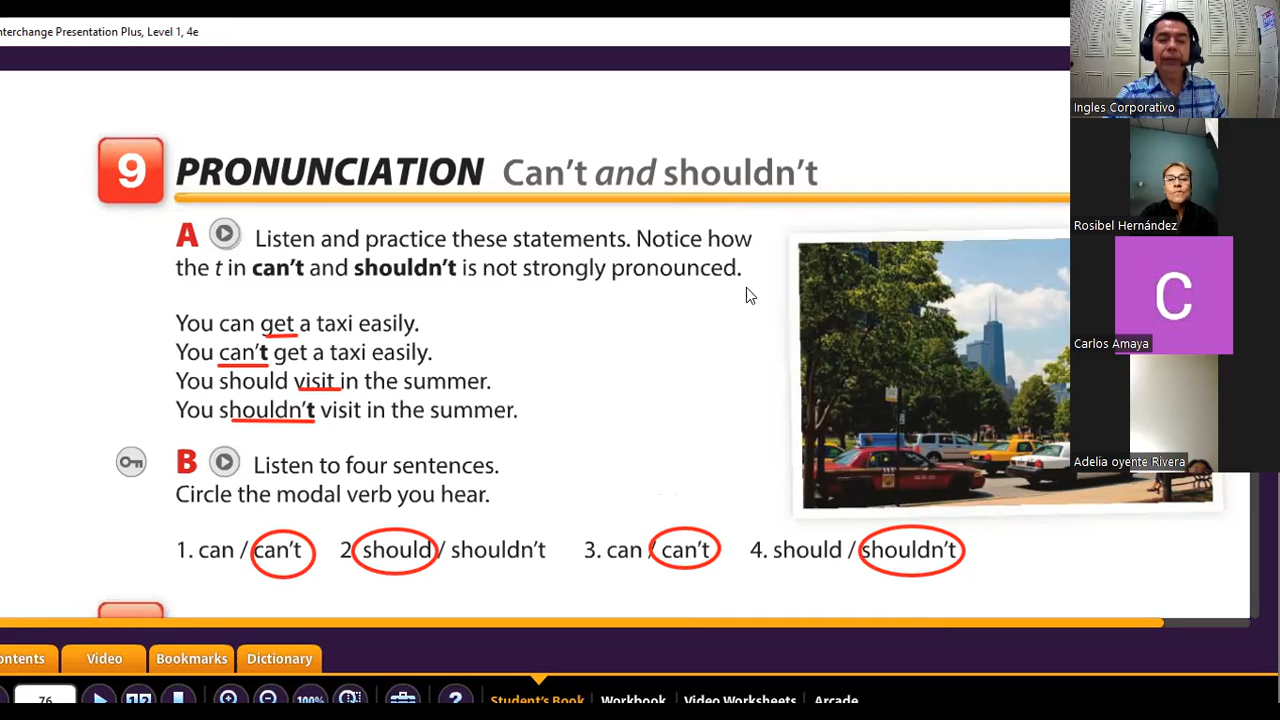 nterchange Presentation Plus, Level 1, 4e
9 PRONUNCIATION Can't and shouldn't
A Listen and practice these statements. Notice how
the t in can't and shouldn't is not strongly pronounced.
You can get a taxi easily.
You can't get a taxi easily.
You should visit in the summer.
You shouldn't visit in the summer.
B Listen to four sentences.
Circle the modal verb you hear.
1. can / can't 2 should / shouldn't 3. can / can't 4. should / shouldn't
ontents Video Bookmarks Dictionary
76 100% ? Student's Book Workbook Video Worksheets Arcade
Ingles Corporativo
Rosibel Hernández
C
Carlos Amaya
Adelia oyente Rivera